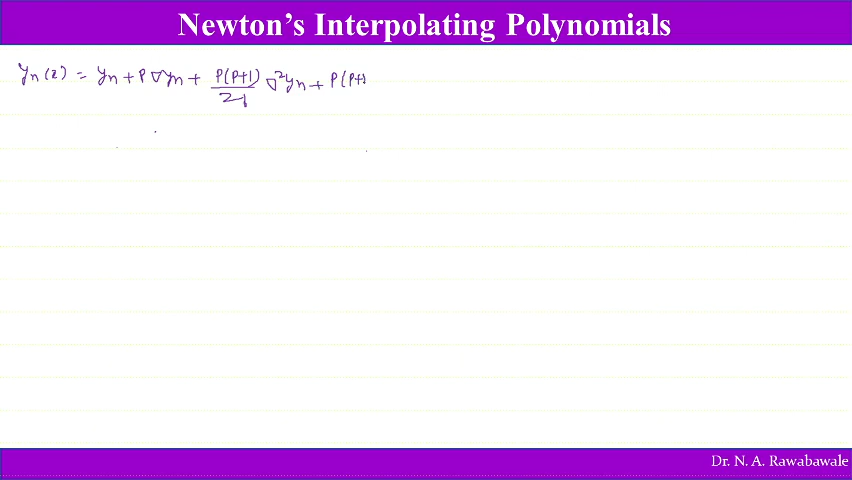 Newton's Interpolating Polynomials
yn(x) = yn + P ∇yn + P(P+1)/2! ∇²yn + P(P+1
Dr. N. A. Rawabawale